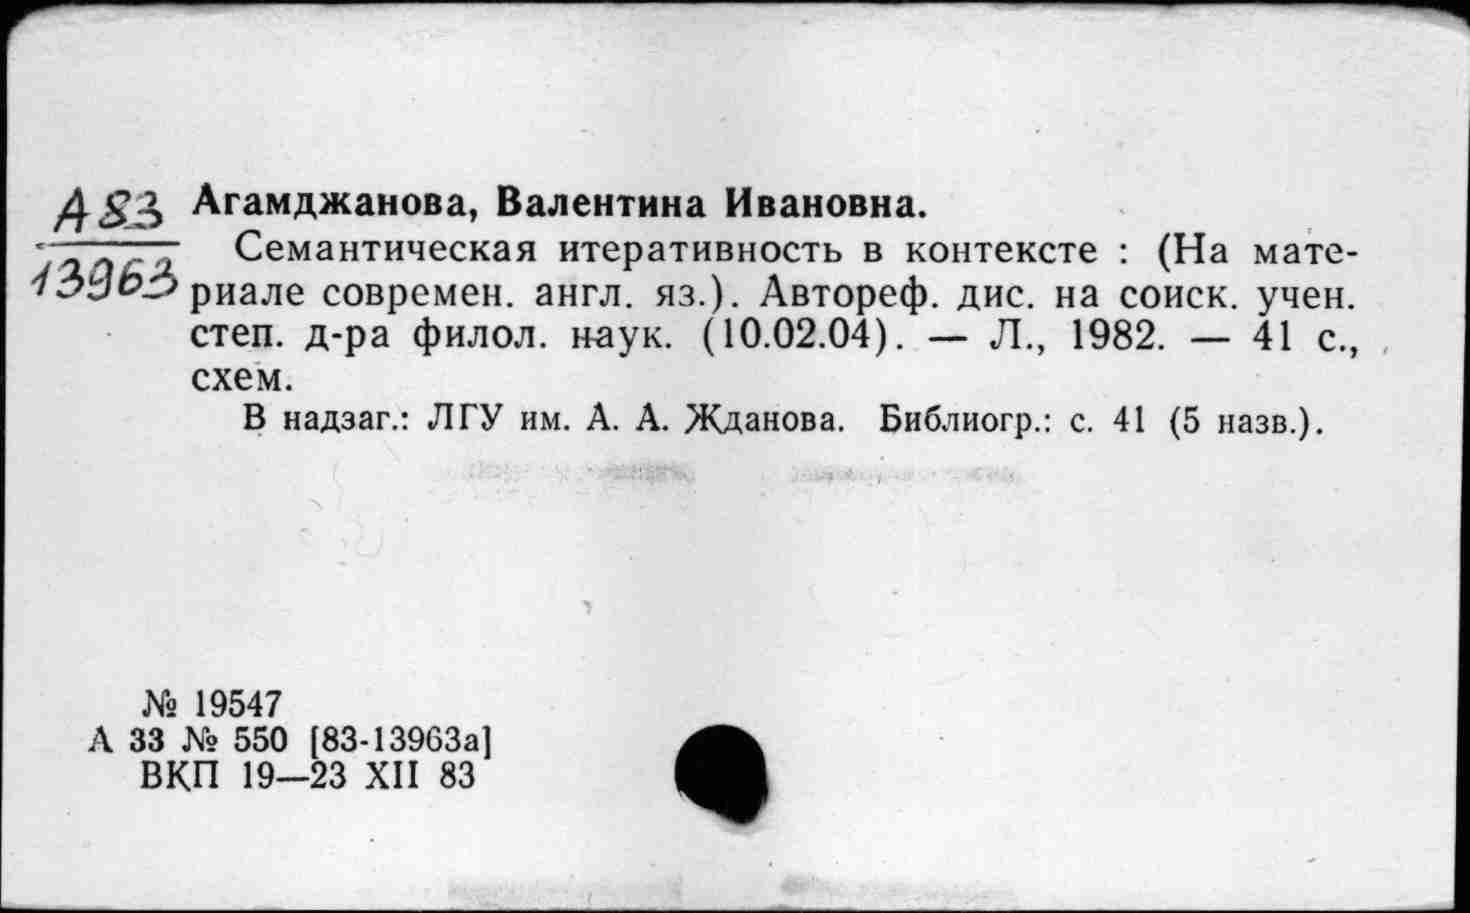 А83 Агамджанова, Валентина Ивановна.
13963
Семантическая итеративность в контексте : (На мате-
риале современ. англ. яз.). Автореф. дис. на соиск. учен.
степ. д-ра филол. наук. (10.02.04). — Л., 1982. — 41 с.,
схем.
В надзаг.: ЛГУ им. А. А. Жданова. Библиогр.: с. 41 (5 назв.).
№ 19547
А 33 № 550 [83-13963а]
ВКП 19—23 XII 83